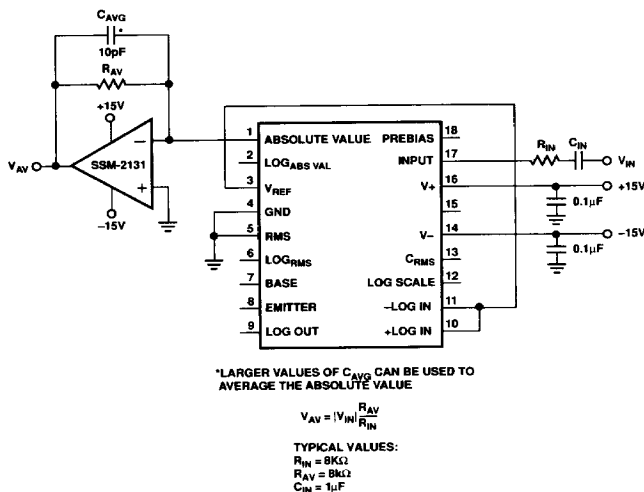 C_AVG
*
10pF
R_AV
+15V
−
SSM-2131
+
−15V
V_AV
1 ABSOLUTE VALUE
2 LOG_ABS VAL
3 V_REF
4 GND
5 RMS
6 LOG_RMS
7 BASE
8 EMITTER
9 LOG OUT
PREBIAS 18
INPUT 17
V+ 16
15
V− 14
C_RMS 13
LOG SCALE 12
−LOG IN 11
+LOG IN 10
R_IN
C_IN
V_IN
+15V
0.1µF
−15V
0.1µF
*LARGER VALUES OF C_AVG CAN BE USED TO
AVERAGE THE ABSOLUTE VALUE
V_AV = |V_IN| R_AV/R_IN
TYPICAL VALUES:
R_IN = 8KΩ
R_AV = 8kΩ
C_IN = 1µF